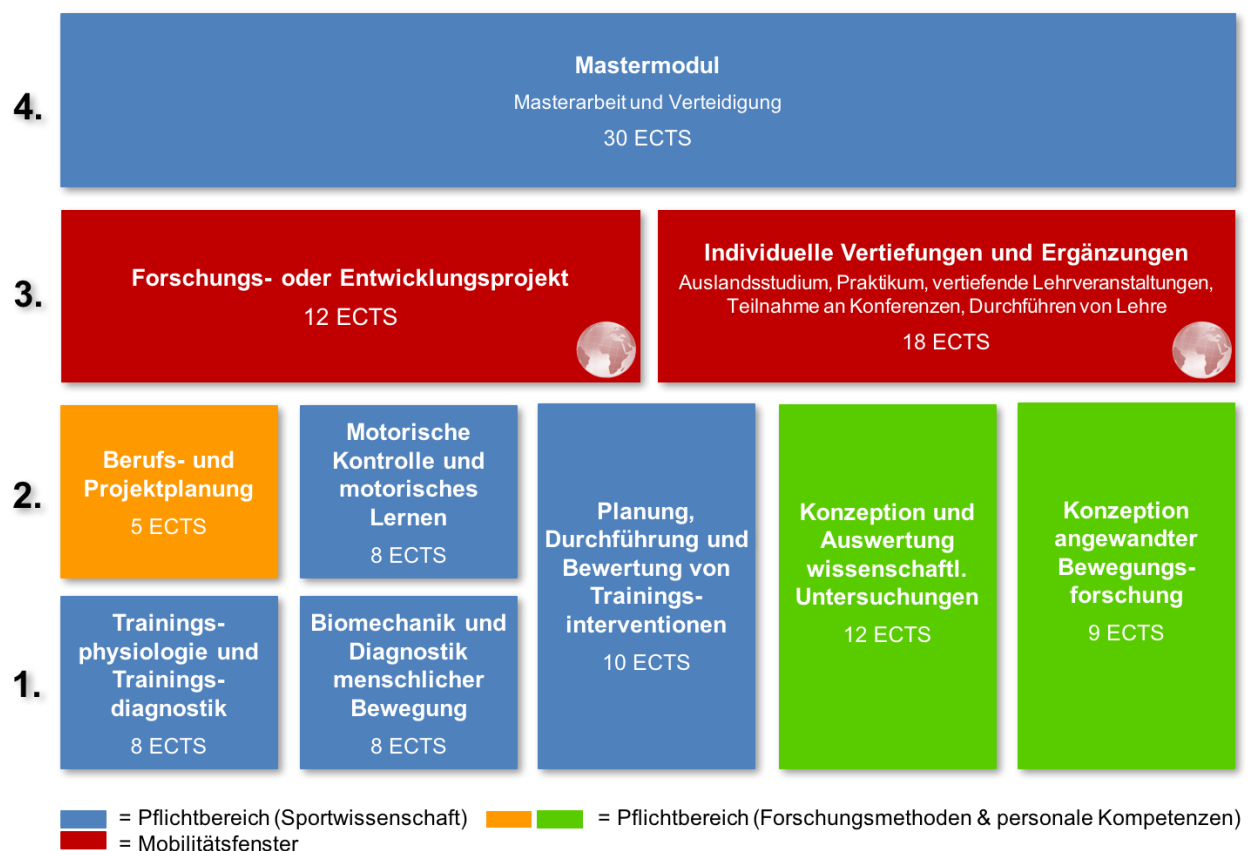 4.
Mastermodul
Masterarbeit und Verteidigung
30 ECTS
3.
Forschungs- oder Entwicklungsprojekt
12 ECTS
Individuelle Vertiefungen und Ergänzungen
Auslandsstudium, Praktikum, vertiefende Lehrveranstaltungen,
Teilnahme an Konferenzen, Durchführen von Lehre
18 ECTS
2.
Berufs- und
Projektplanung
5 ECTS
Motorische
Kontrolle und
motorisches
Lernen
8 ECTS
Planung,
Durchführung und
Bewertung von
Trainings-
interventionen
10 ECTS
Konzeption und
Auswertung
wissenschaftl.
Untersuchungen
12 ECTS
Konzeption
angewandter
Bewegungs-
forschung
9 ECTS
1.
Trainings-
physiologie und
Trainings-
diagnostik
8 ECTS
Biomechanik und
Diagnostik
menschlicher
Bewegung
8 ECTS
= Pflichtbereich (Sportwissenschaft)
= Pflichtbereich (Forschungsmethoden & personale Kompetenzen)
= Mobilitätsfenster